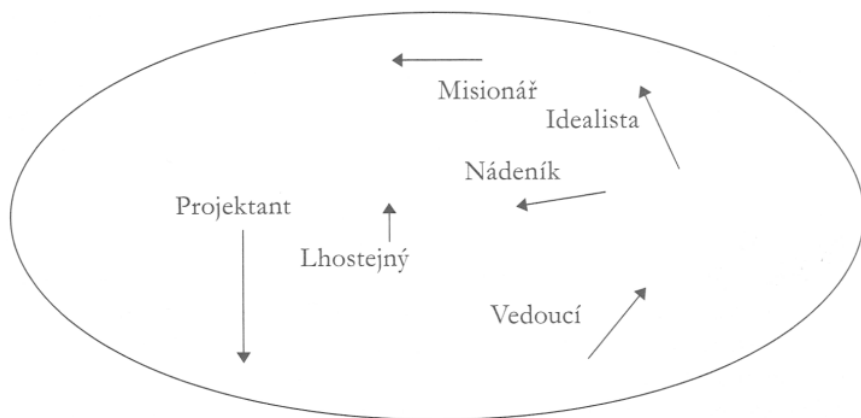 Misionář
Idealista
Nádeník
Projektant
Lhostejný
Vedoucí